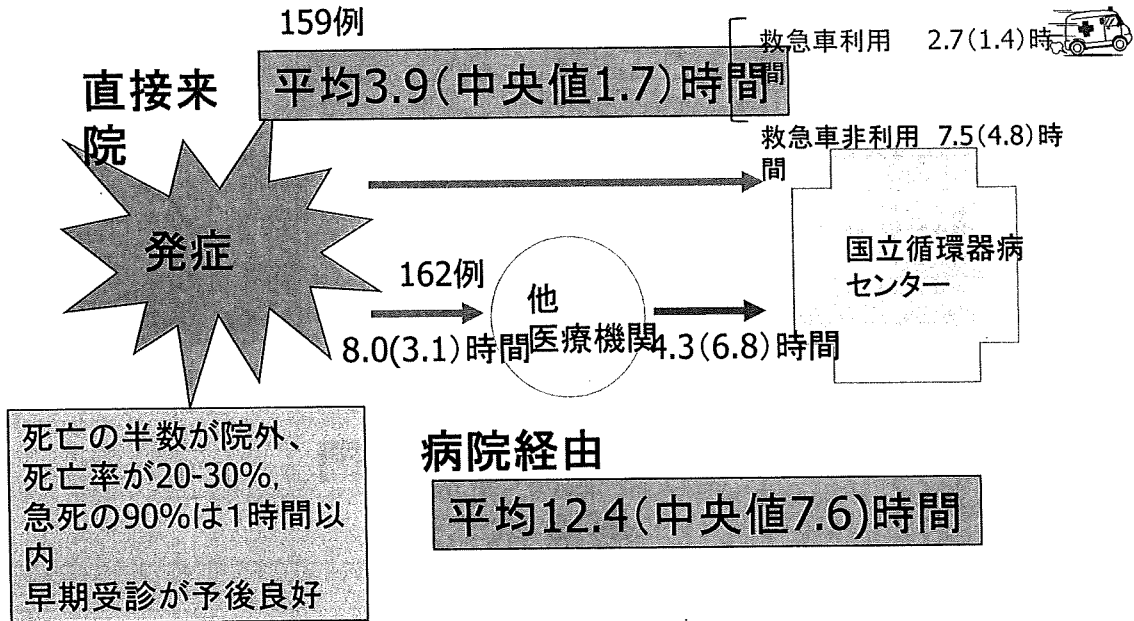 159例
救急車利用 2.7(1.4)時
間
直接来
院
平均3.9(中央値1.7)時間
救急車非利用 7.5(4.8)時
間
発症
国立循環器病
センター
162例
他
医療機関
8.0(3.1)時間
4.3(6.8)時間
死亡の半数が院外、
死亡率が20-30%,
急死の90%は1時間以
内
早期受診が予後良好
病院経由
平均12.4(中央値7.6)時間